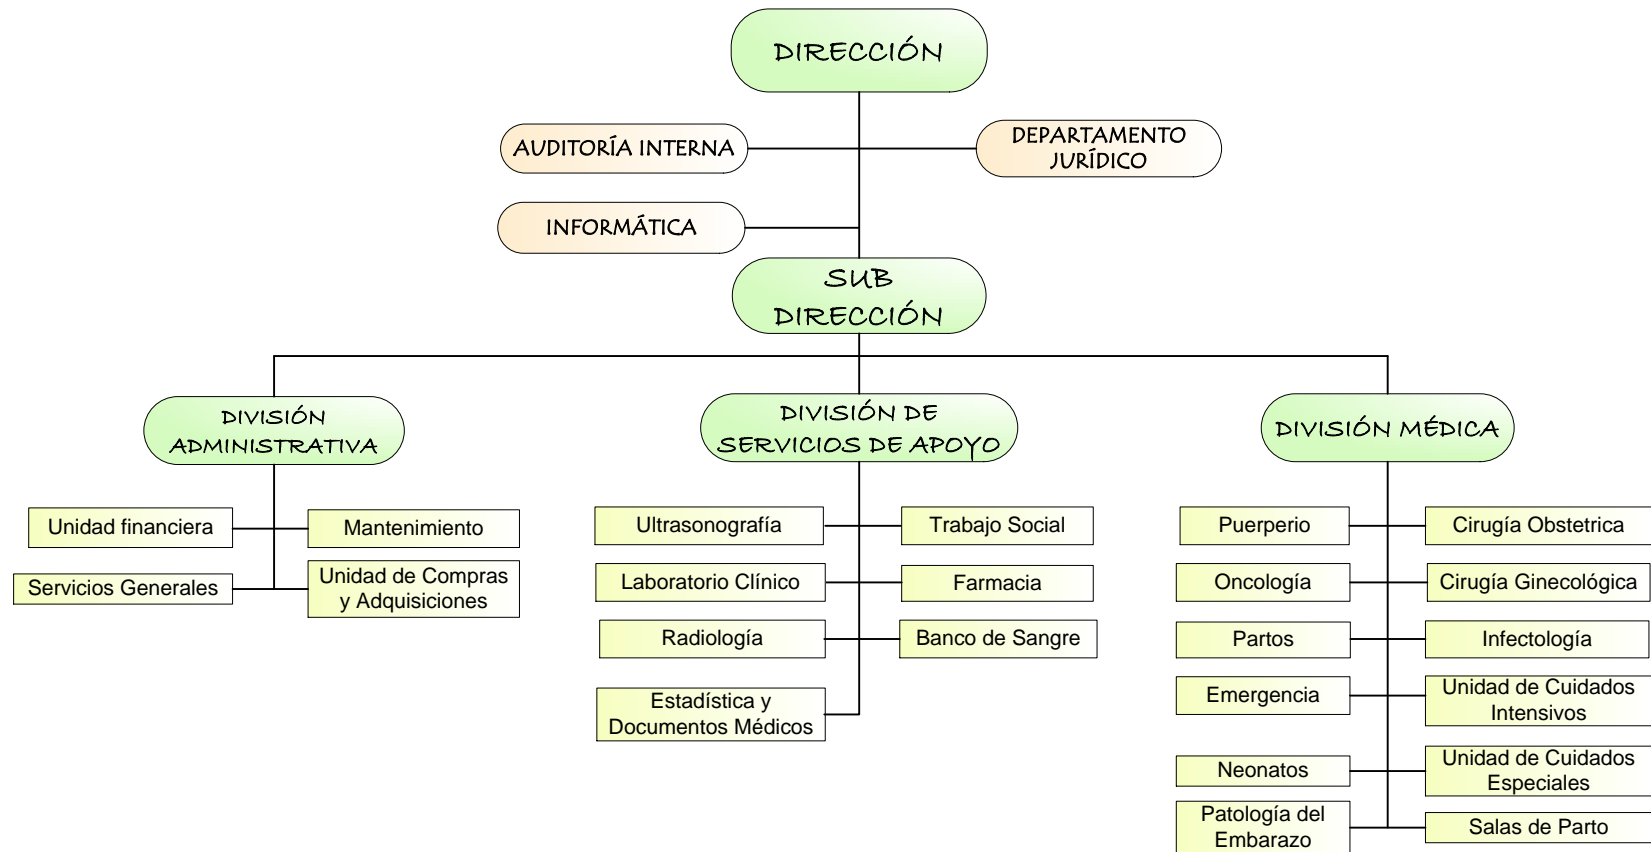 DIRECCIÓN
AUDITORÍA INTERNA
DEPARTAMENTO
JURÍDICO
INFORMÁTICA
SUB
DIRECCIÓN
DIVISIÓN
ADMINISTRATIVA
DIVISIÓN DE
SERVICIOS DE APOYO
DIVISIÓN MÉDICA
Unidad financiera
Mantenimiento
Servicios Generales
Unidad de Compras
y Adquisiciones
Ultrasonografía
Trabajo Social
Laboratorio Clínico
Farmacia
Radiología
Banco de Sangre
Estadística y
Documentos Médicos
Puerperio
Cirugía Obstetrica
Oncología
Cirugía Ginecológica
Partos
Infectología
Emergencia
Unidad de Cuidados
Intensivos
Neonatos
Unidad de Cuidados
Especiales
Patología del
Embarazo
Salas de Parto